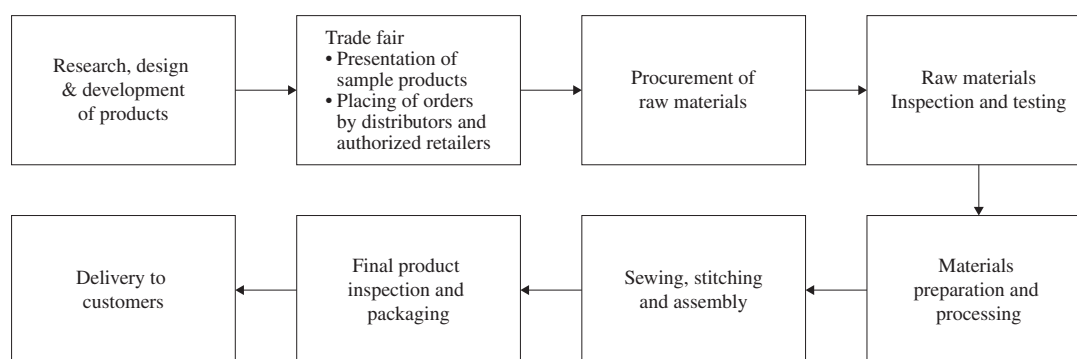 Research, design
& development
of products
Trade fair
• Presentation of
sample products
• Placing of orders
by distributors and
authorized retailers
Procurement of
raw materials
Raw materials
Inspection and testing
Delivery to
customers
Final product
inspection and
packaging
Sewing, stitching
and assembly
Materials
preparation and
processing